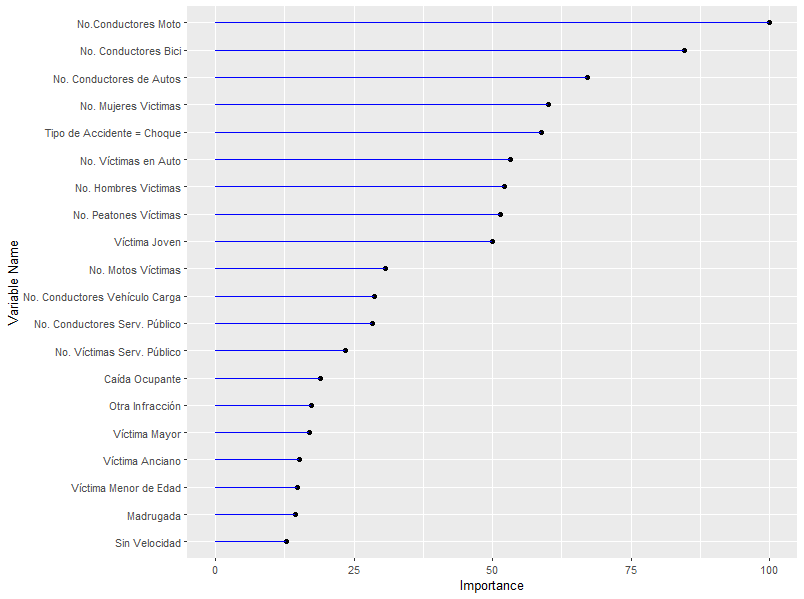 No.Conductores Moto
No. Conductores Bici
No. Conductores de Autos
No. Mujeres Victimas
Tipo de Accidente = Choque
No. Víctimas en Auto
No. Hombres Victimas
No. Peatones Víctimas
Víctima Joven
No. Motos Víctimas
No. Conductores Vehículo Carga
No. Conductores Serv. Público
No. Víctimas Serv. Público
Caída Ocupante
Otra Infracción
Víctima Mayor
Víctima Anciano
Víctima Menor de Edad
Madrugada
Sin Velocidad
Variable Name
0 25 50 75 100
Importance